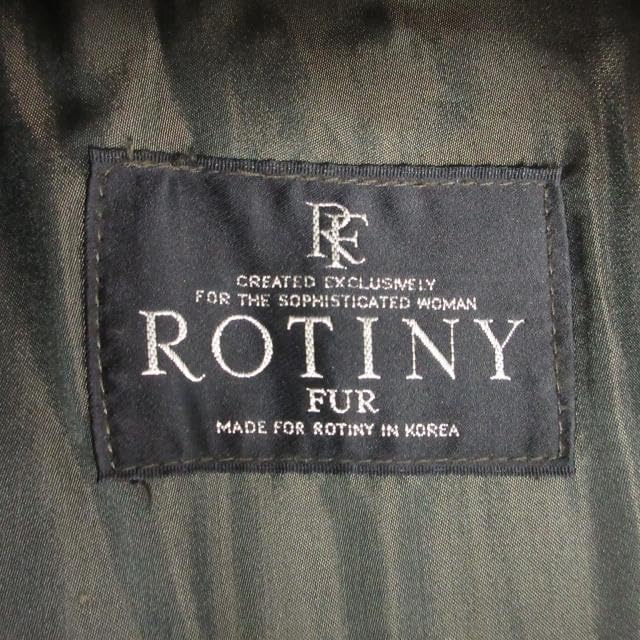 RF
CREATED EXCLUSIVELY
FOR THE SOPHISTICATED WOMAN
ROTINY
FUR
MADE FOR ROTINY IN KOREA